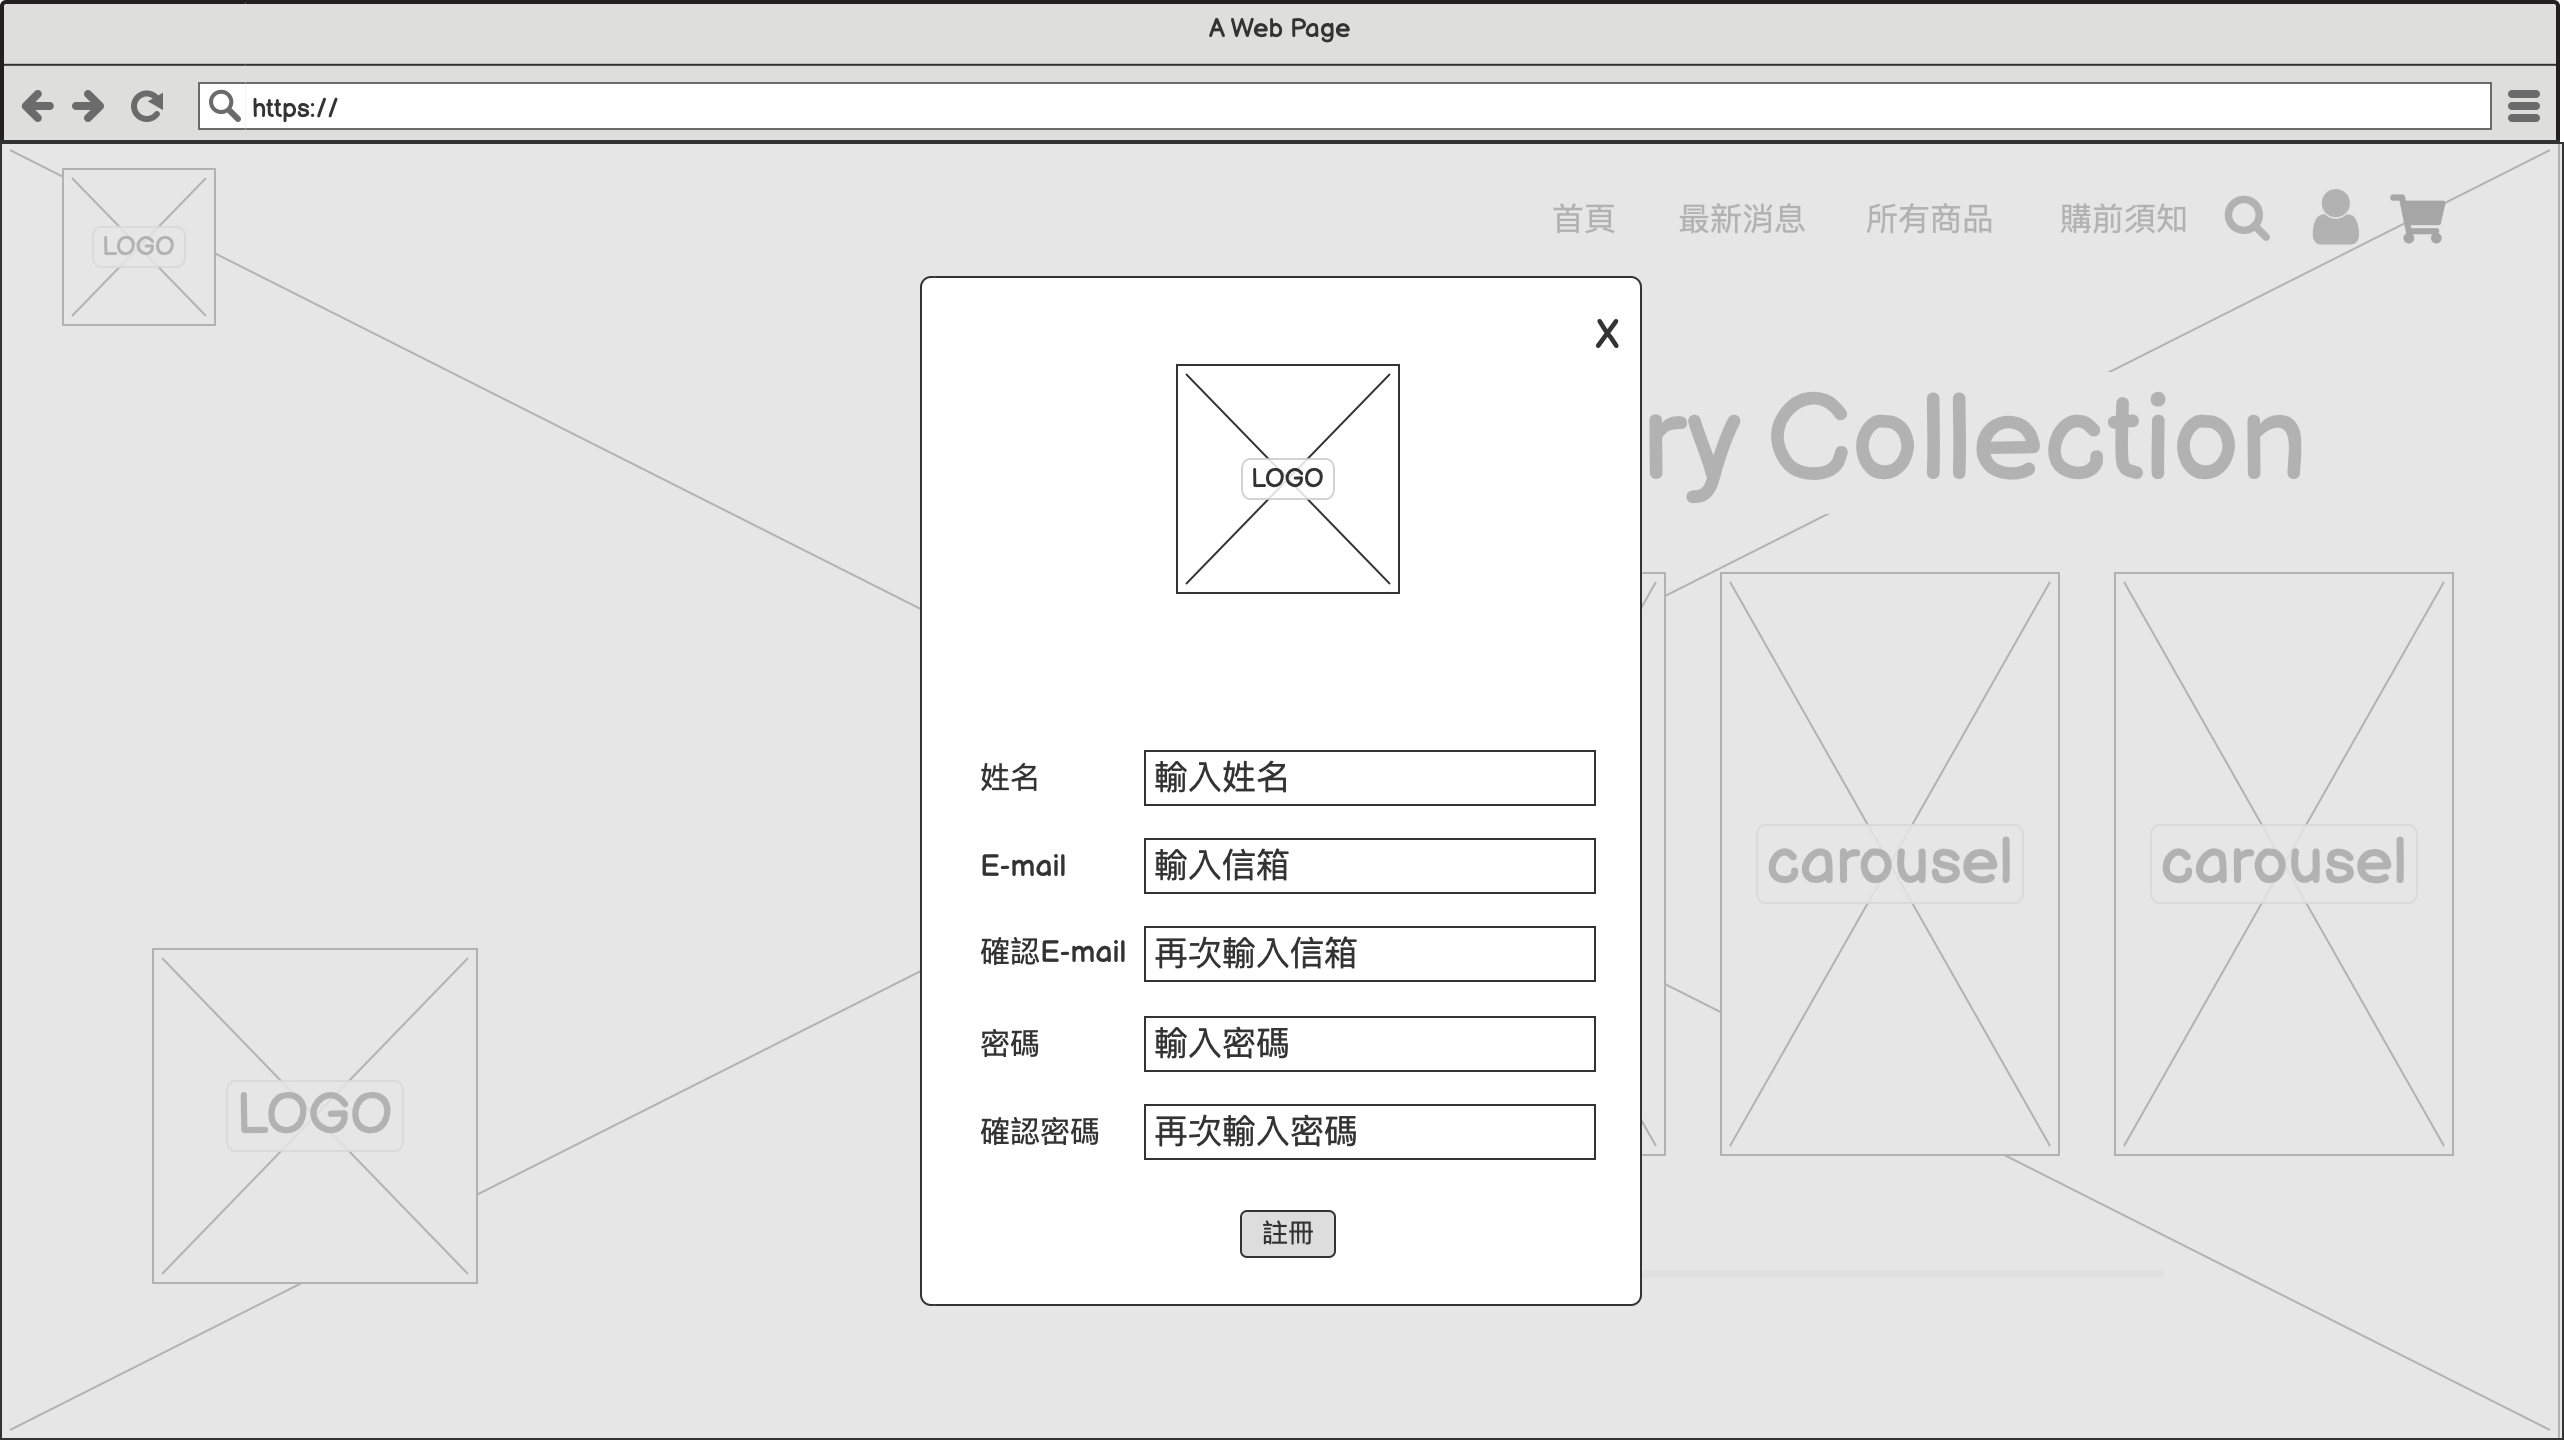 A Web Page
https://
LOGO
首頁 最新消息 所有商品 購前須知
X
LOGO
ry Collection
姓名 輸入姓名
E-mail 輸入信箱
確認E-mail 再次輸入信箱
密碼 輸入密碼
確認密碼 再次輸入密碼
註冊
carousel carousel
LOGO